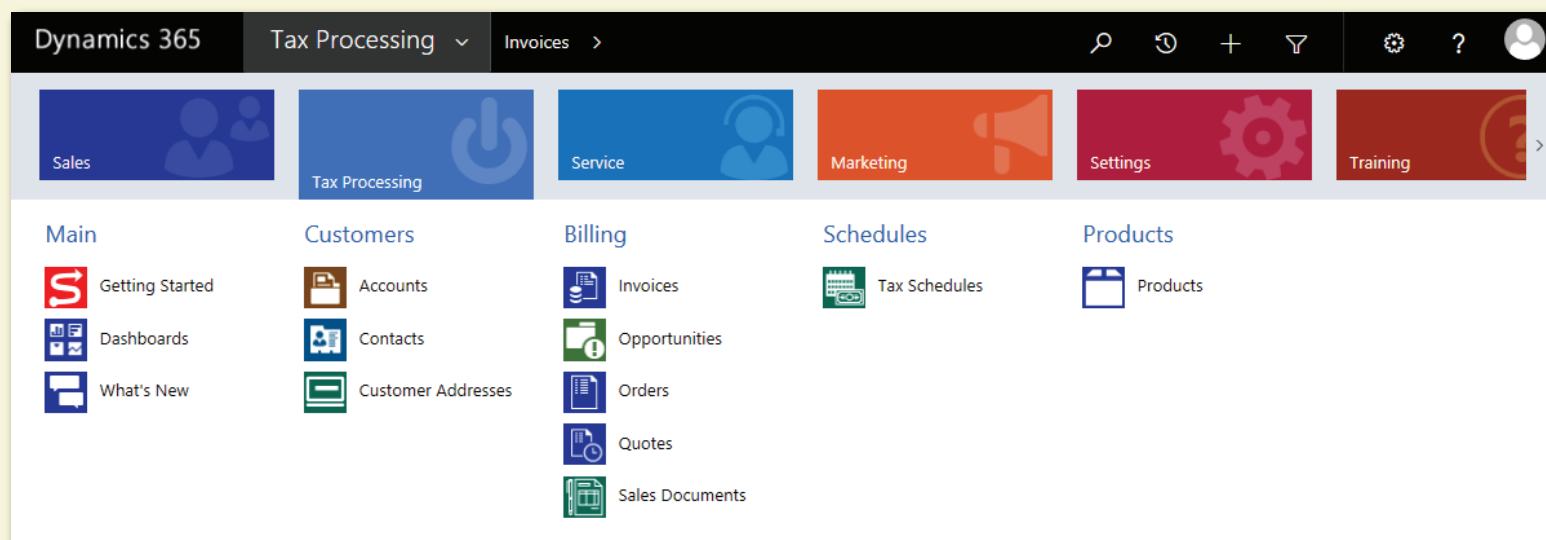 Dynamics 365 Tax Processing Invoices
Sales Tax Processing Service Marketing Settings Training
Main Customers Billing Schedules Products
Getting Started Accounts Invoices Tax Schedules Products
Dashboards Contacts Opportunities
What's New Customer Addresses Orders
Quotes
Sales Documents